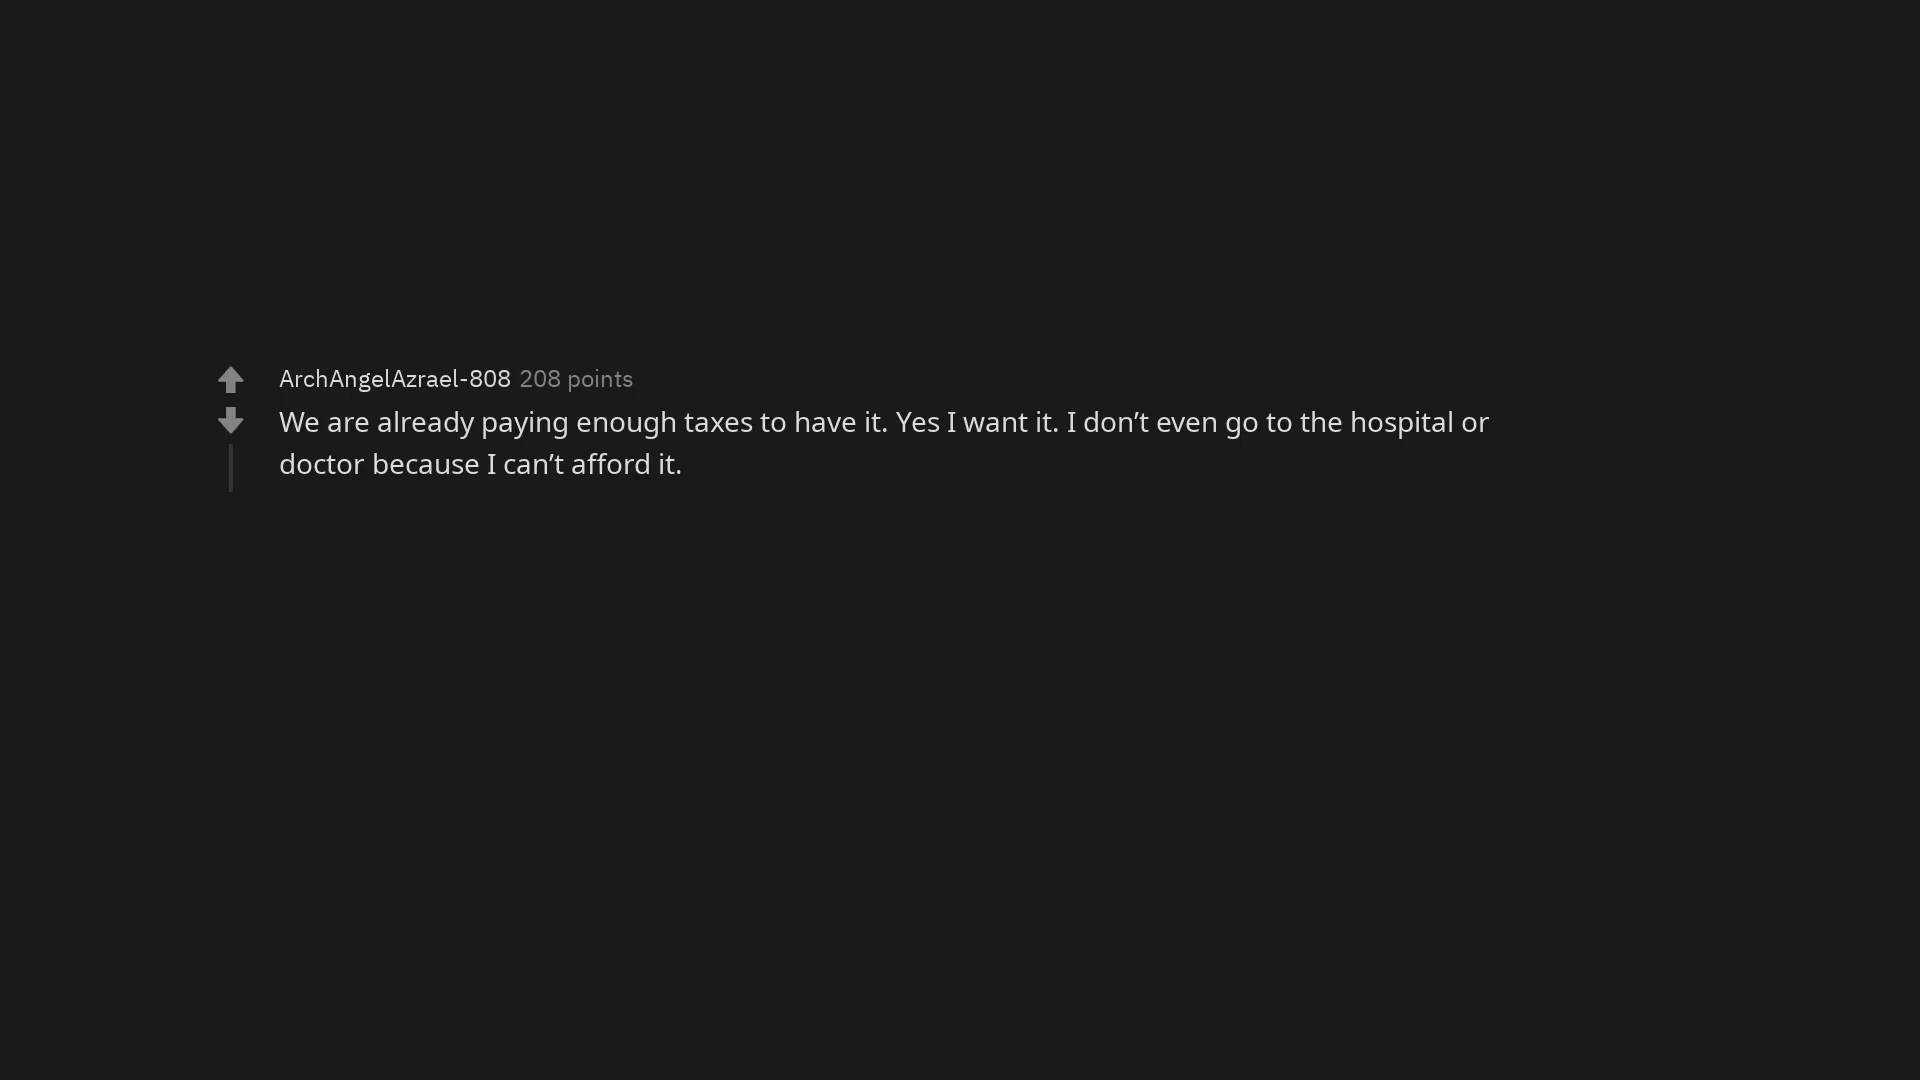 ArchAngelAzrael-808 208 points
We are already paying enough taxes to have it. Yes I want it. I don’t even go to the hospital or
doctor because I can’t afford it.